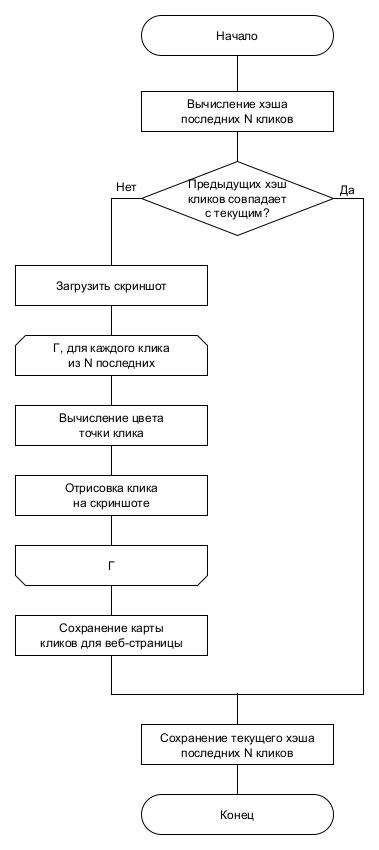 Начало
Вычисление хэша
последних N кликов
Предыдущих хэш
кликов совпадает
с текущим?
Нет
Да
Загрузить скриншот
Г, для каждого клика
из N последних
Вычисление цвета
точки клика
Отрисовка клика
на скриншоте
Г
Сохранение карты
кликов для веб-страницы
Сохранение текущего хэша
последних N кликов
Конец